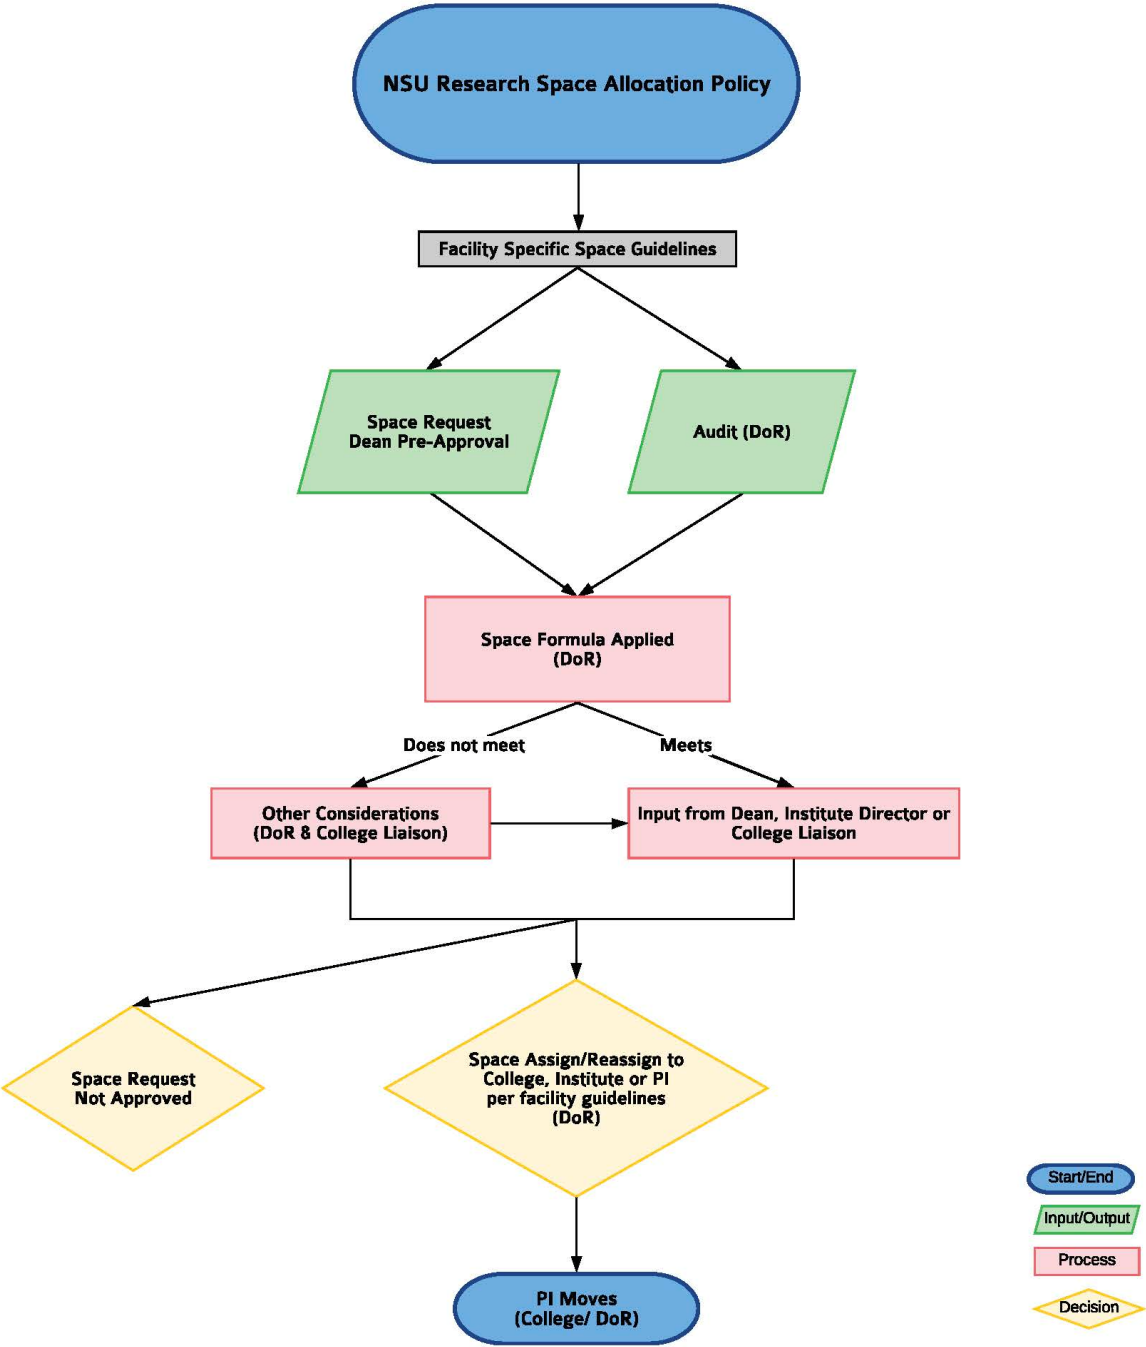 NSU Research Space Allocation Policy
Facility Specific Space Guidelines
Space Request
Dean Pre-Approval
Audit (DoR)
Space Formula Applied
(DoR)
Does not meet
Meets
Other Considerations
(DoR & College Liaison)
Input from Dean, Institute Director or
College Liaison
Space Request
Not Approved
Space Assign/Reassign to
College, Institute or PI
per facility guidelines
(DoR)
PI Moves
(College/ DoR)
Start/End
Input/Output
Process
Decision